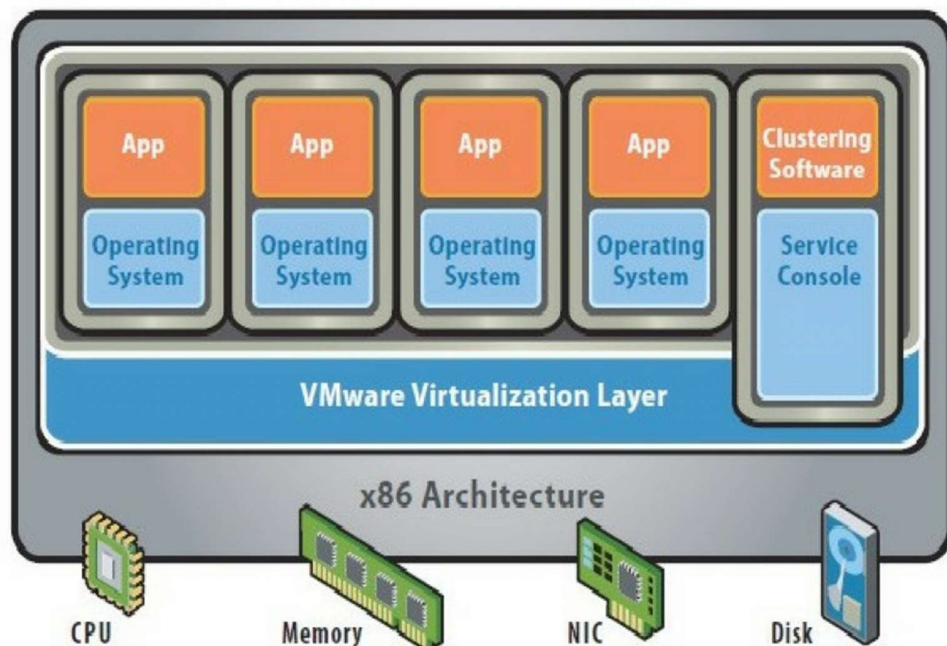 App
App
App
App
Clustering
Software
Operating
System
Operating
System
Operating
System
Operating
System
Service
Console
VMware Virtualization Layer
x86 Architecture
CPU
Memory
NIC
Disk